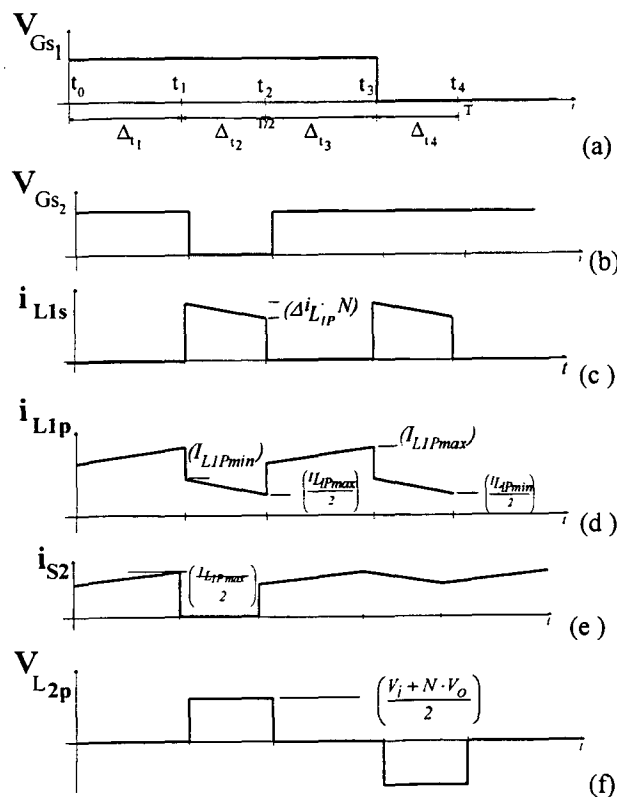 V_Gs1
t0 t1 t2 t3 t4
T/2 T t
Δt1 Δt2 Δt3 Δt4
(a)
V_Gs2
t
(b)
i_L1s
(Δi_L1P·N)
t
(c)
i_L1p
(I_L1Pmin) (I_L1Pmax)
(I_L1Pmax/2) (I_L1Pmin/2)
t
(d)
i_S2
(I_L1Pmax/2)
t
(e)
V_L2p
((V_i + N·V_o)/2)
t
(f)